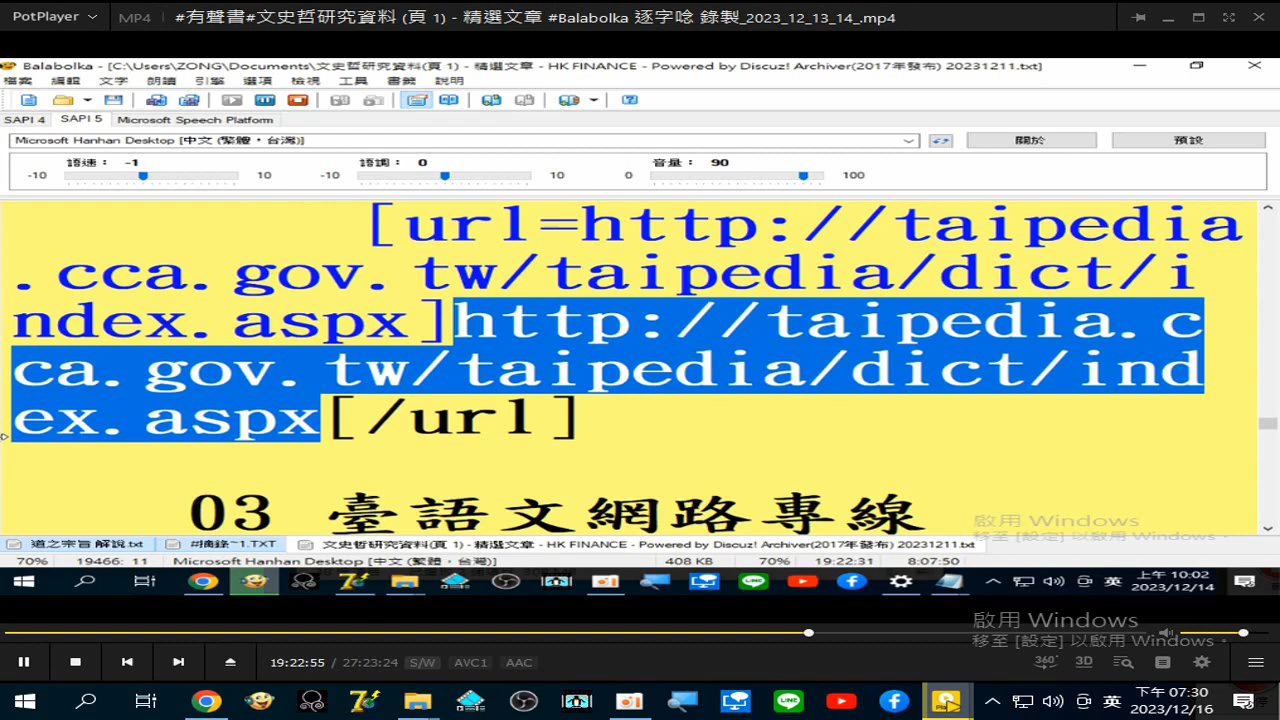 PotPlayer MP4 #有聲書#文史哲研究資料 (頁 1) - 精選文章 #Balabolka 逐字唸 錄製_2023_12_13_14_.mp4
Balabolka - [C:\Users\ZONG\Documents\文史哲研究資料(頁 1) - 精選文章 - HK FINANCE - Powered by Discuz! Archiver(2017年發布) 20231211.txt]
檔案 編輯 文字 朗讀 引擎 選項 檢視 工具 書籤 說明
SAPI 4 SAPI 5 Microsoft Speech Platform
Microsoft Hanhan Desktop [中文 (繁體，台灣)] 關於 預設
語速： -1 語調： 0 音量： 90
-10 10 -10 10 0 100
[url=http://taipedia
.cca.gov.tw/taipedia/dict/i
ndex.aspx]http://taipedia.c
ca.gov.tw/taipedia/dict/ind
ex.aspx[/url]
03 臺語文網路專線
啟用 Windows
移至 [設定] 以啟用 Windows。
道之宗旨 解說.txt #摘錄~1.TXT 文史哲研究資料(頁 1) - 精選文章 - HK FINANCE - Powered by Discuz! Archiver(2017年發布) 20231211.txt
70% 19466: 11 Microsoft Hanhan Desktop [中文 (繁體，台灣)] 408 KB 70% 19:22:31 8:07:50
英 上午 10:02
2023/12/14
啟用 Windows
移至 [設定] 以啟用 Windows。
19:22:55 / 27:23:24 S/W AVC1 AAC 360° 3D
英 下午 07:30
2023/12/16